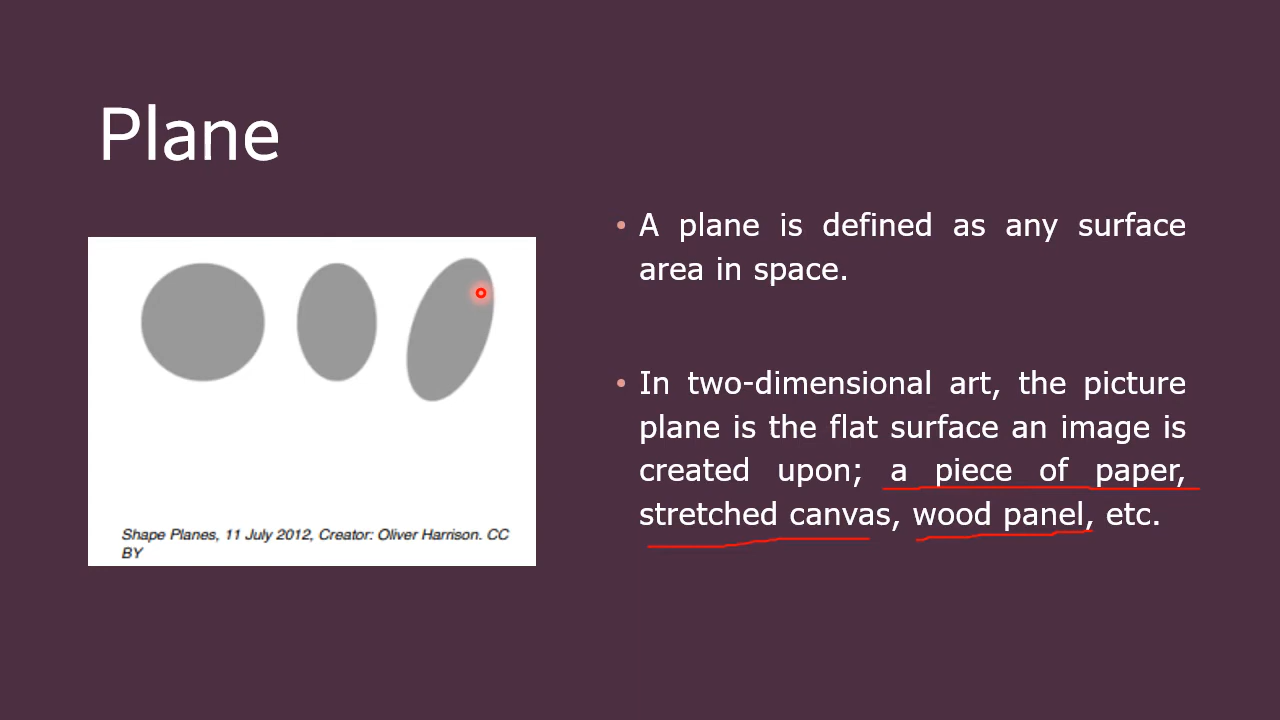 Plane
• A plane is defined as any surface
area in space.
• In two-dimensional art, the picture
plane is the flat surface an image is
created upon; a piece of paper,
stretched canvas, wood panel, etc.
Shape Planes, 11 July 2012, Creator: Oliver Harrison. CC
BY